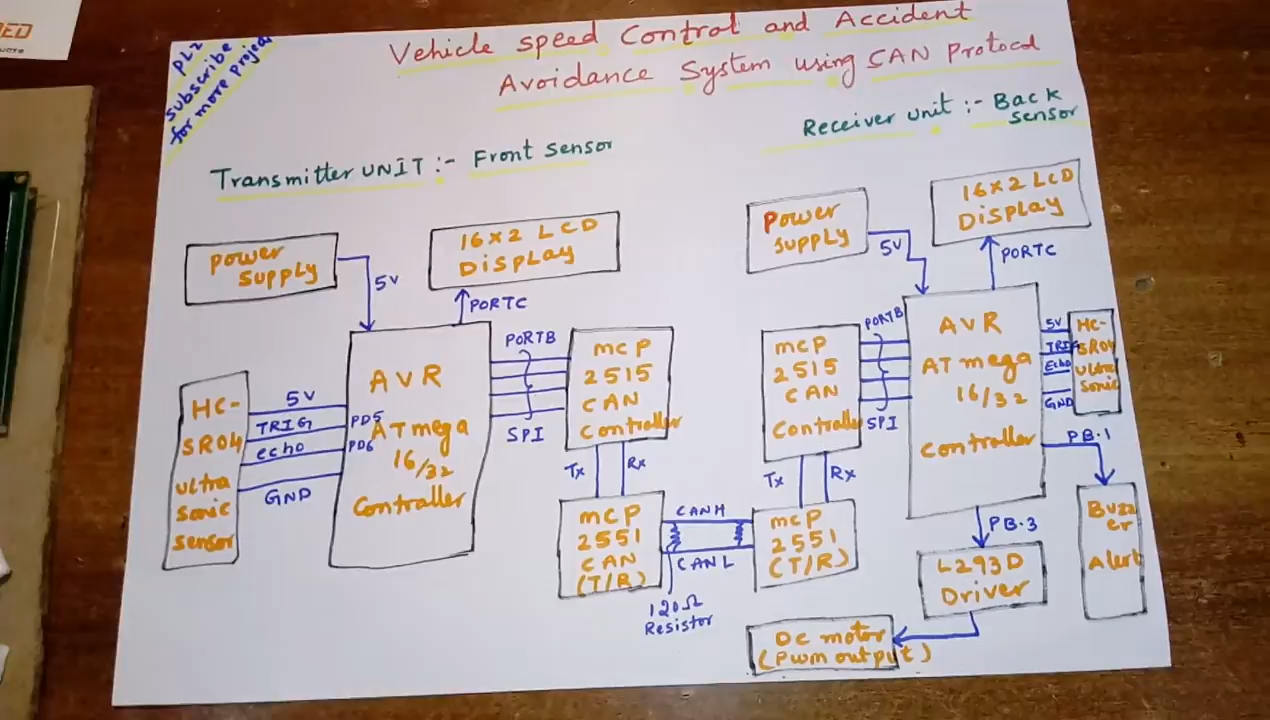 PLZ
subscribe
for more projec
Vehicle speed Control and Accident
Avoidance System using CAN Protocol
Transmitter UNIT :- Front sensor
Receiver unit :- Back
sensor
Power
Supply
5V
16x2 LCD
Display
PORTC
HC-
SR04
ultra
sonic
sensor
5V
TRIG
echo
GND
PD5
PD6
AVR
ATmega
16/32
Controller
PORTB
SPI
mcp
2515
CAN
Controller
Tx
Rx
mcp
2551
CAN
(T/R)
CANH
CANL
120Ω
Resistor
Power
Supply
5V
16x2 LCD
Display
PORTC
mcp
2515
CAN
Controller
PORTB
SPI
Tx
Rx
mcp
2551
(T/R)
AVR
ATmega
16/32
Controller
5V
TRIG
Echo
GND
HC-
SR04
ultra
sonic
PB.1
Buzz
er
Alert
PB.3
L293D
Driver
DC motor
(Pwm output)